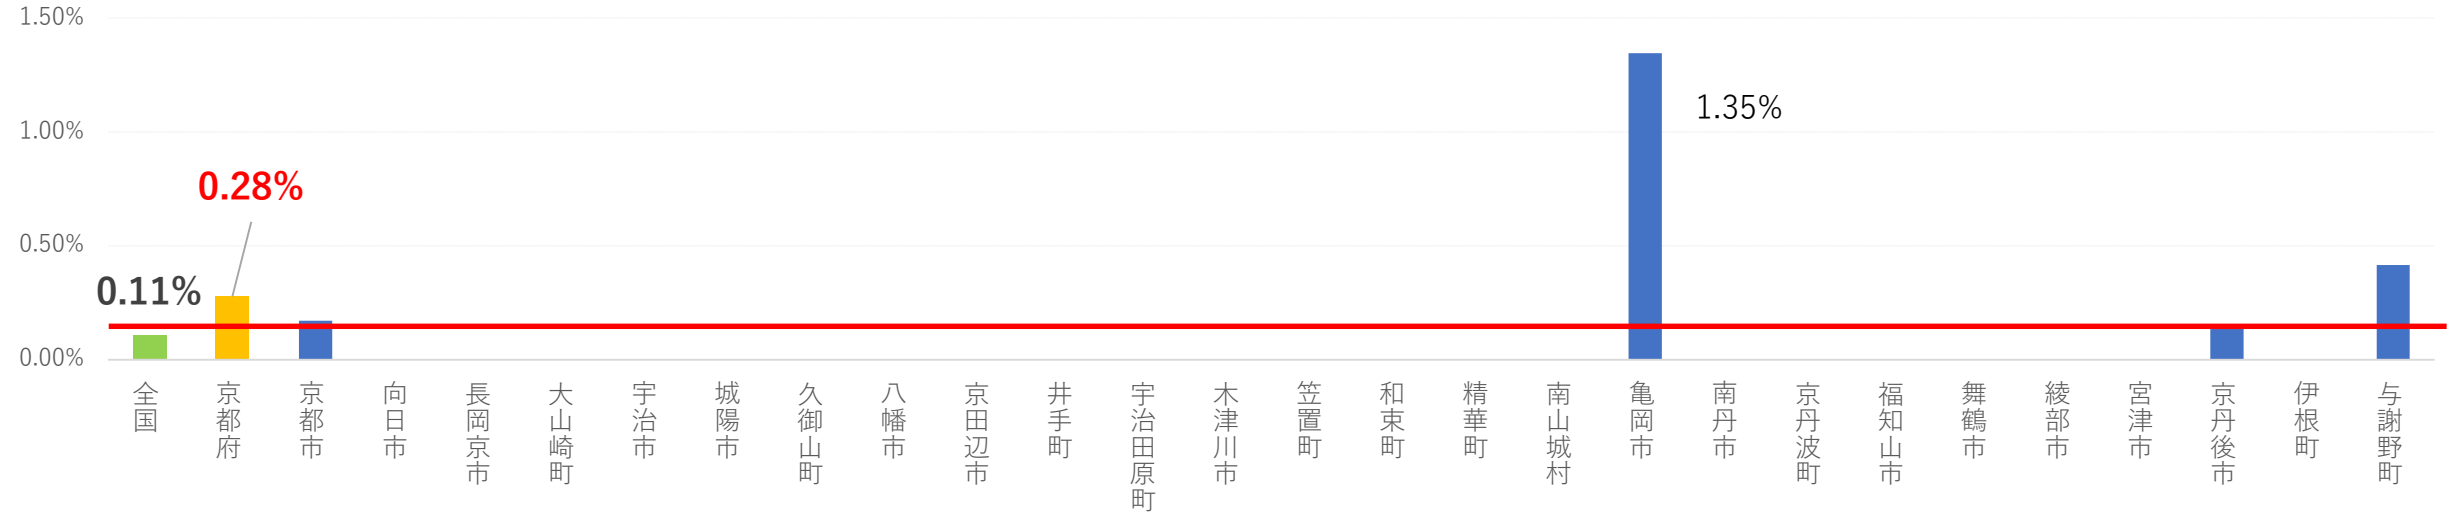 1.50%
1.00%
0.50%
0.00%
0.11%
0.28%
1.35%
全国
京都府
京都市
向日市
長岡京市
大山崎町
宇治市
城陽市
久御山町
八幡市
京田辺市
井手町
宇治田原町
木津川市
笠置町
和束町
精華町
南山城村
亀岡市
南丹市
京丹波町
福知山市
舞鶴市
綾部市
宮津市
京丹後市
伊根町
与謝野町